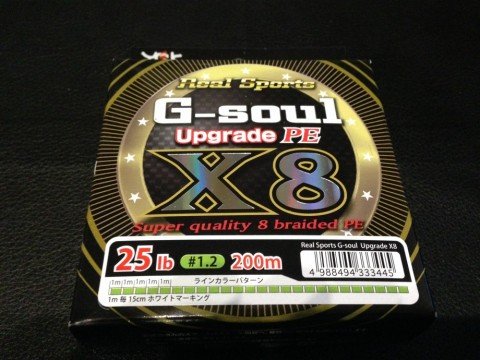 YGK
Real Sports
G-soul
Upgrade PE
X8
Super quality 8 braided PE
25 lb #1.2 200m
Real Sports G-soul Upgrade X8
4 988494 333445
1m 1m 1m 1m 1m ラインカラーパターン
1m 毎 15cm ホワイトマーキング